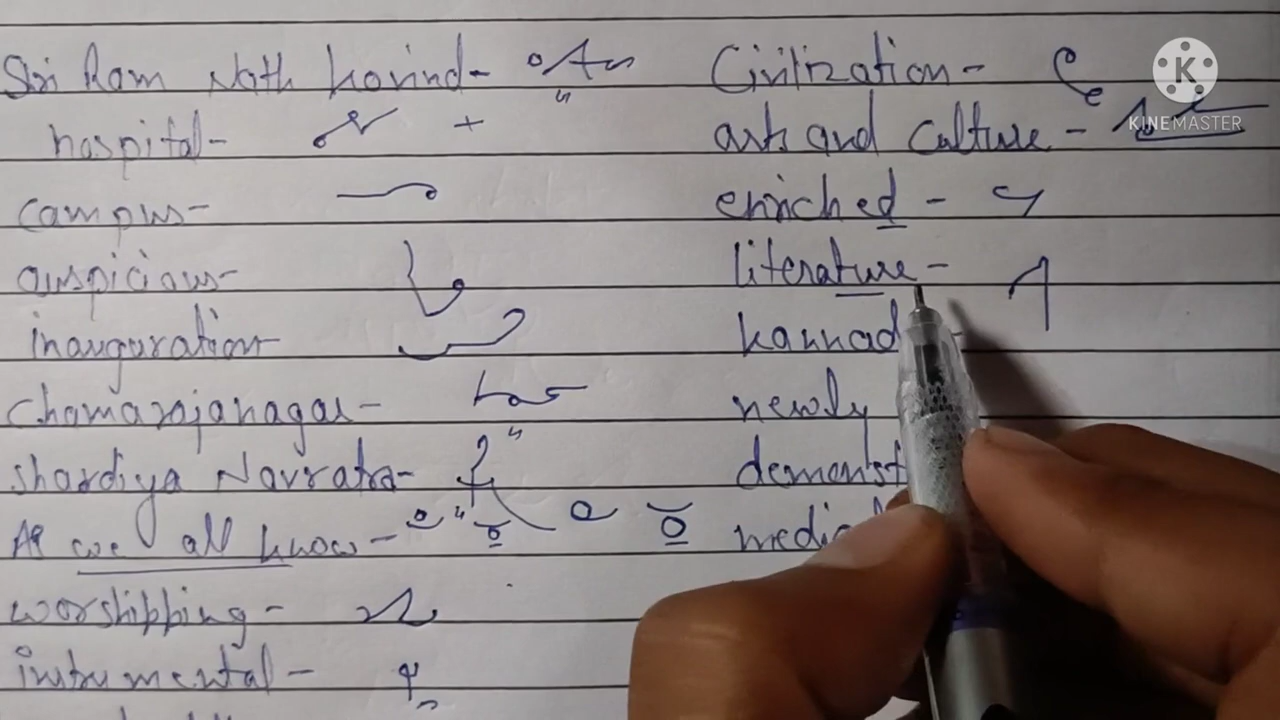 Sri Ram Nath Kovind-
hospital-
campus-
auspicious-
inauguration
Chamarajanagar-
Shardiya Navratra-
As we all know-
worshipping-
instrumental-
Civilization-
arts and Culture-
enriched-
literature-
kannad
newly
demonst
medical
K
KINEMASTER